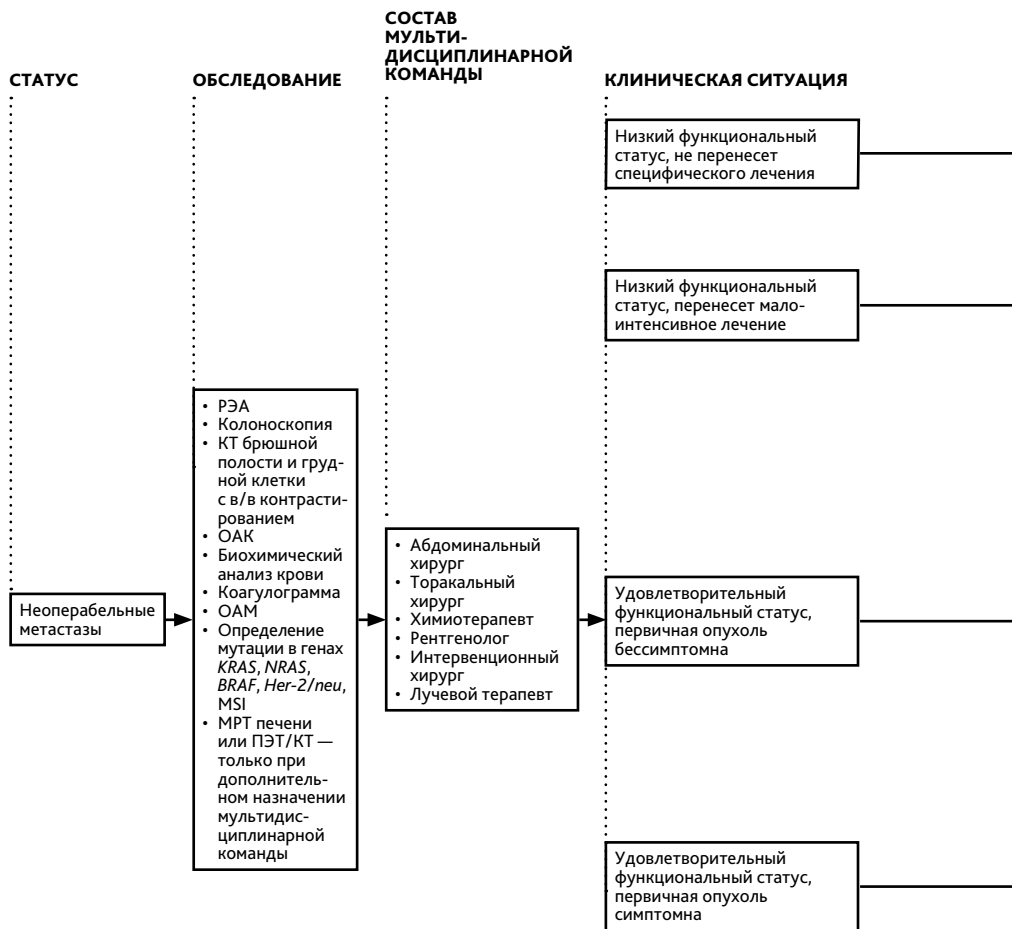 СТАТУС
ОБСЛЕДОВАНИЕ
СОСТАВ
МУЛЬТИ-
ДИСЦИПЛИНАРНОЙ
КОМАНДЫ
КЛИНИЧЕСКАЯ СИТУАЦИЯ
Неоперабельные
метастазы
• РЭА
• Колоноскопия
• КТ брюшной
полости и груд-
ной клетки
с в/в контрасти-
рованием
• ОАК
• Биохимический
анализ крови
• Коагулограмма
• ОАМ
• Определение
мутации в генах
KRAS, NRAS,
BRAF, Her-2/neu,
MSI
• МРТ печени
или ПЭТ/КТ —
только при
дополнитель-
ном назначении
мультидис-
циплинарной
команды
• Абдоминальный
хирург
• Торакальный
хирург
• Химиотерапевт
• Рентгенолог
• Интервенционный
хирург
• Лучевой терапевт
Низкий функциональный
статус, не перенесет
специфического лечения
Низкий функциональный
статус, перенесет мало-
интенсивное лечение
Удовлетворительный
функциональный статус,
первичная опухоль
бессимптомна
Удовлетворительный
функциональный статус,
первичная опухоль
симптомна